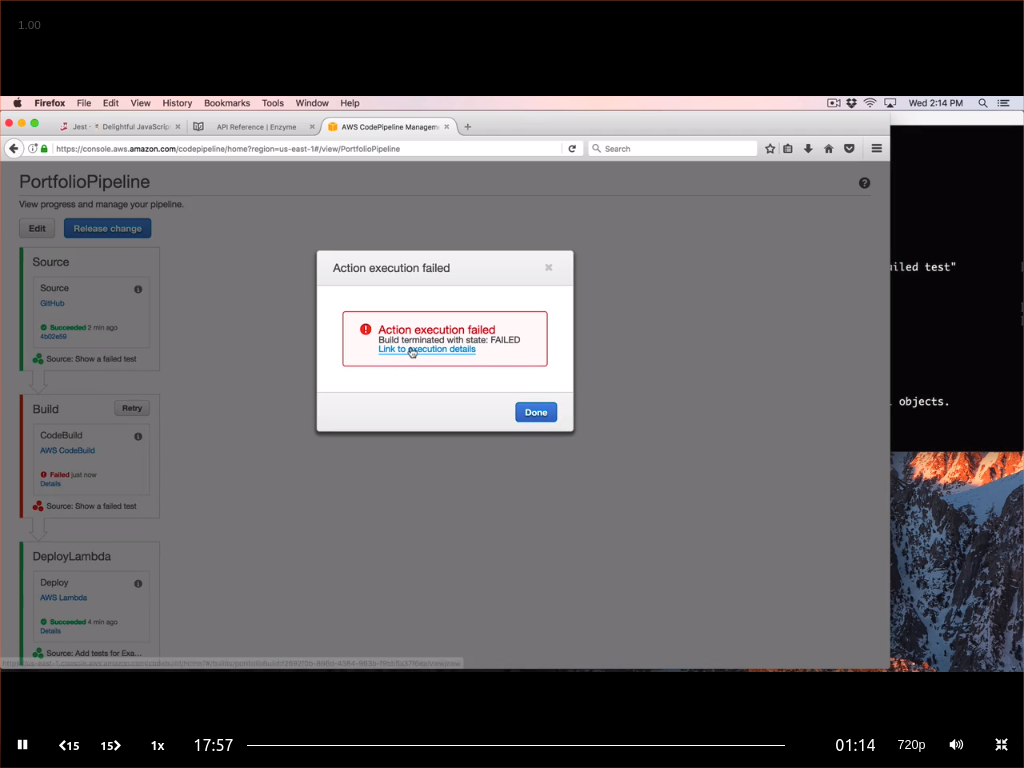 1.00
Firefox File Edit View History Bookmarks Tools Window Help Wed 2:14 PM
Jest · Delightful JavaScrip
API Reference | Enzyme
AWS CodePipeline Managem
https://console.aws.amazon.com/codepipeline/home?region=us-east-1#/view/PortfolioPipeline
Search
PortfolioPipeline
View progress and manage your pipeline.
Edit
Release change
Source
Source
GitHub
Succeeded 2 min ago
Source: Show a failed test
Build
Retry
CodeBuild
AWS CodeBuild
Failed just now
Details
Source: Show a failed test
DeployLambda
Deploy
AWS Lambda
Succeeded 4 min ago
Details
Source: Add tests for Exa...
Action execution failed
Action execution failed
Build terminated with state: FAILED
Link to execution details
Done
iled test"
objects.
15 15 1x 17:57 01:14 720p